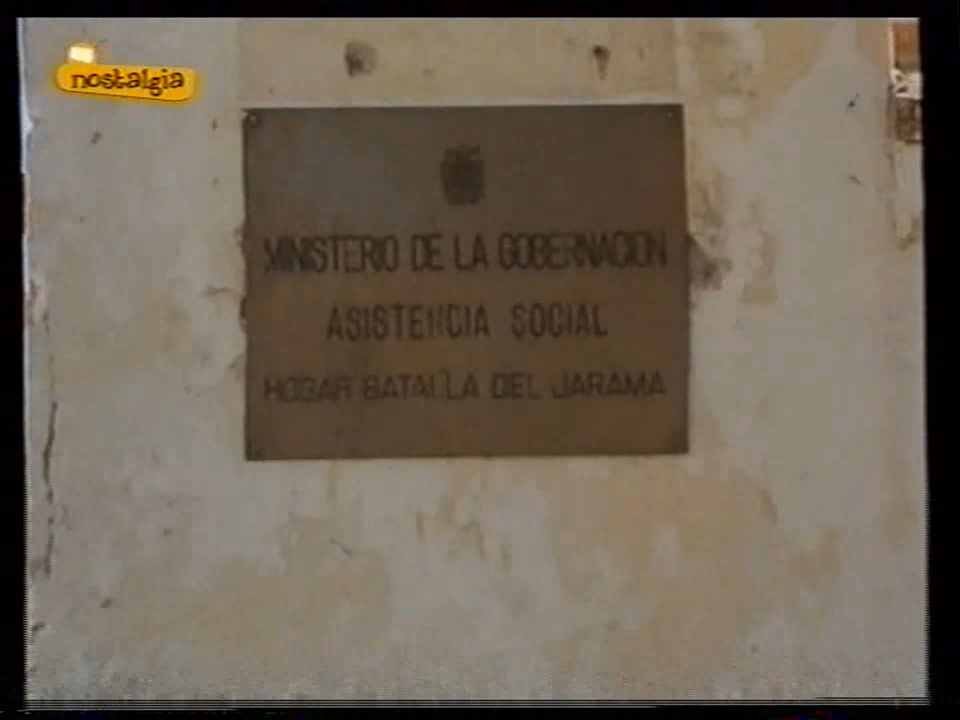 nostalgia
MINISTERIO DE LA GOBERNACION
ASISTENCIA SOCIAL
HOGAR BATALLA DEL JARAMA